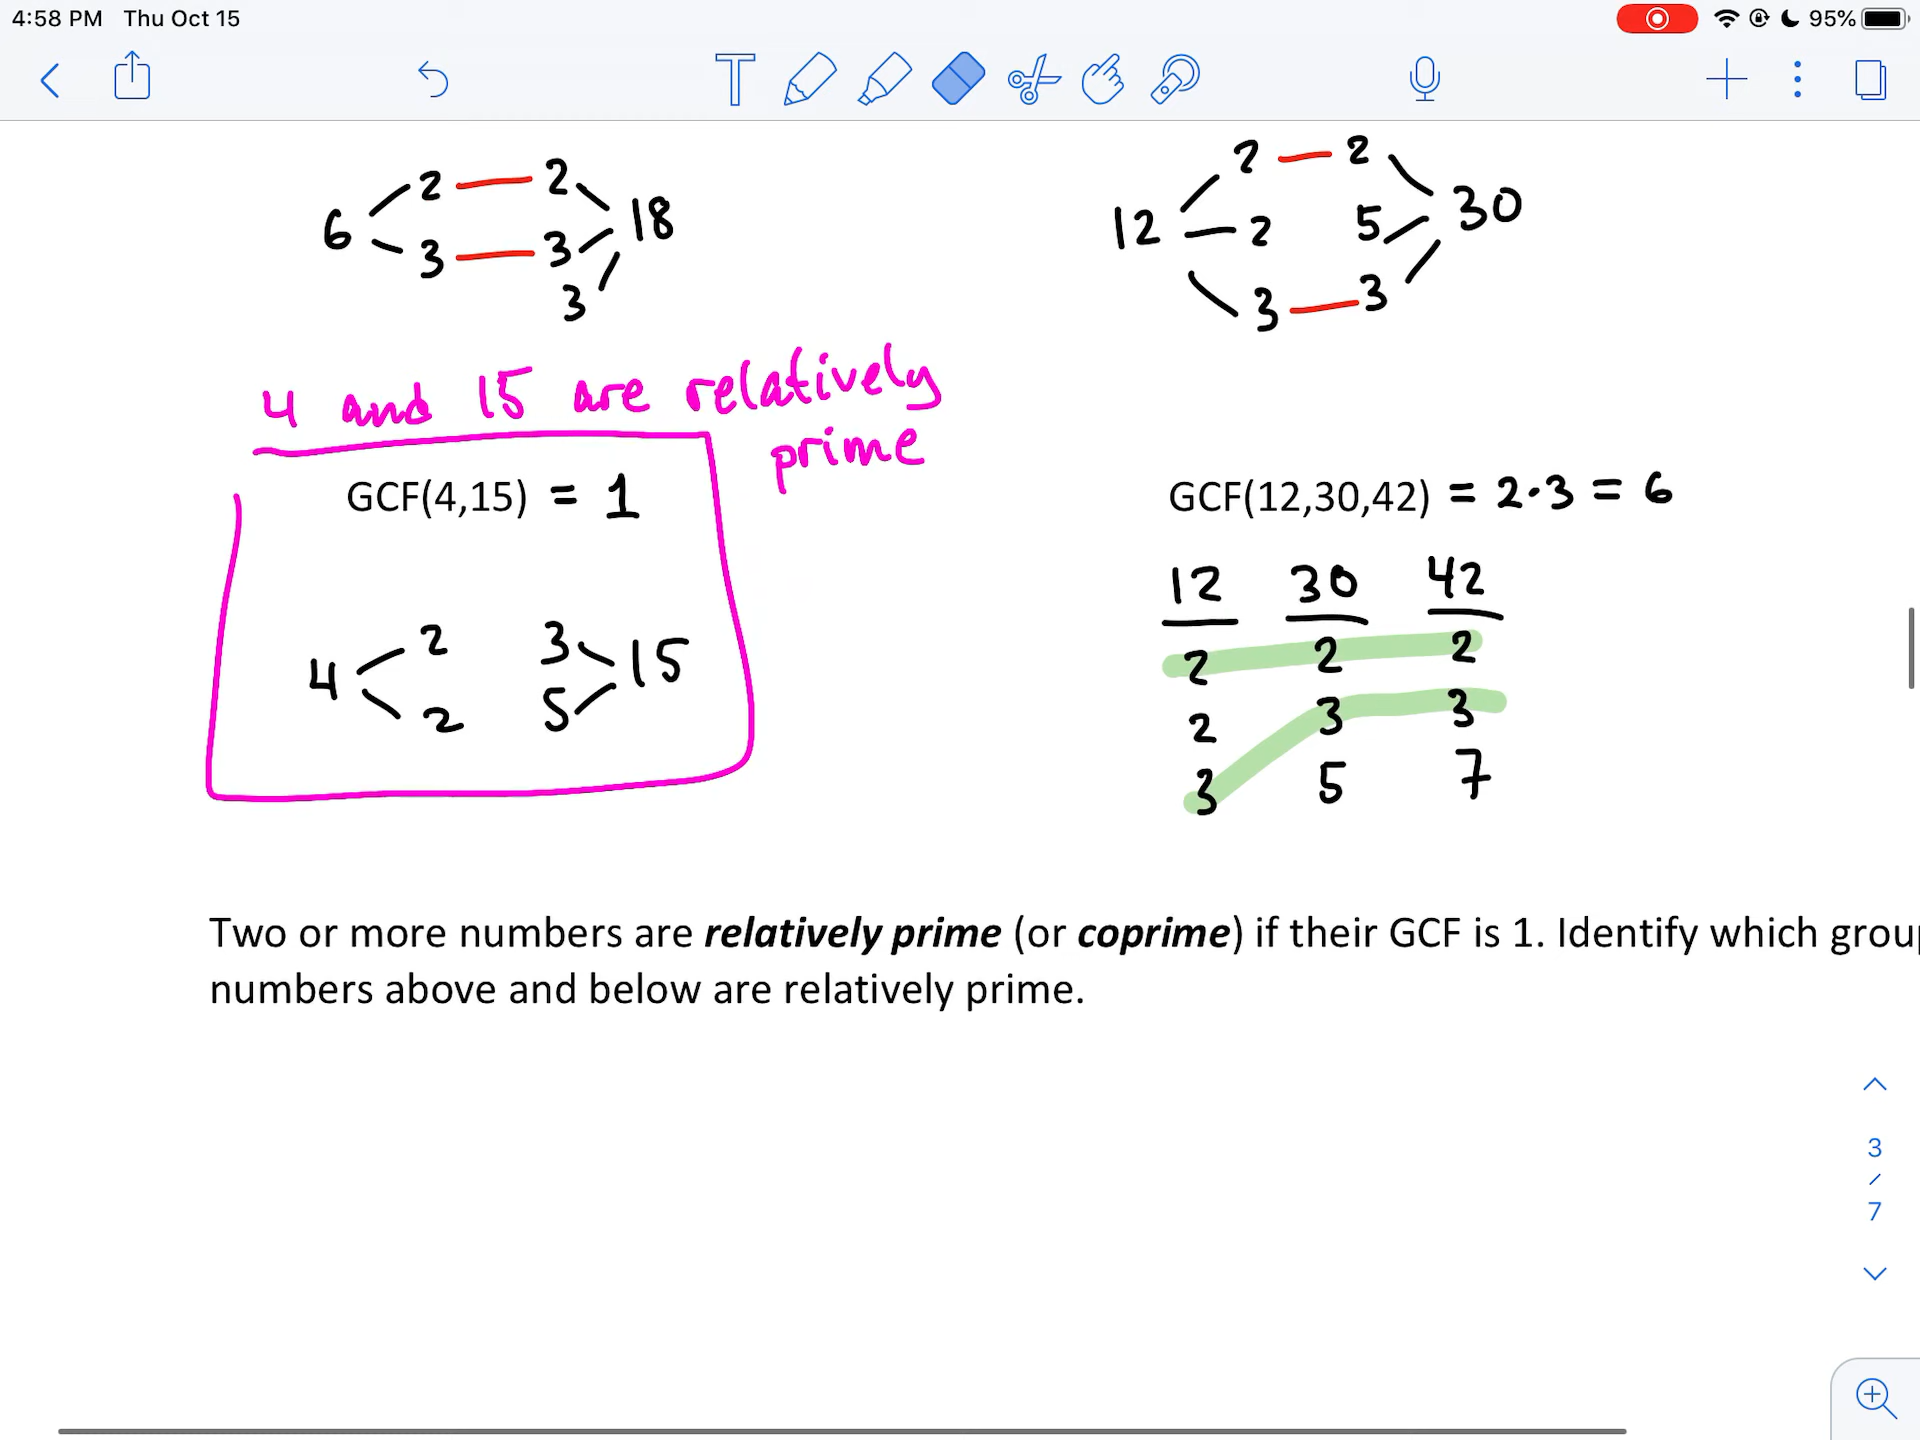 4:58 PM Thu Oct 15 95%
T
6 2 2 18
3 3
3
12 2 2 30
2 5
3 3
4 and 15 are relatively
prime
GCF(4,15) = 1
4 2 3 15
2 5
GCF(12,30,42) = 2·3 = 6
12 30 42
2 2 2
2 3 3
3 5 7
Two or more numbers are relatively prime (or coprime) if their GCF is 1. Identify which
numbers above and below are relatively prime.
3
/
7